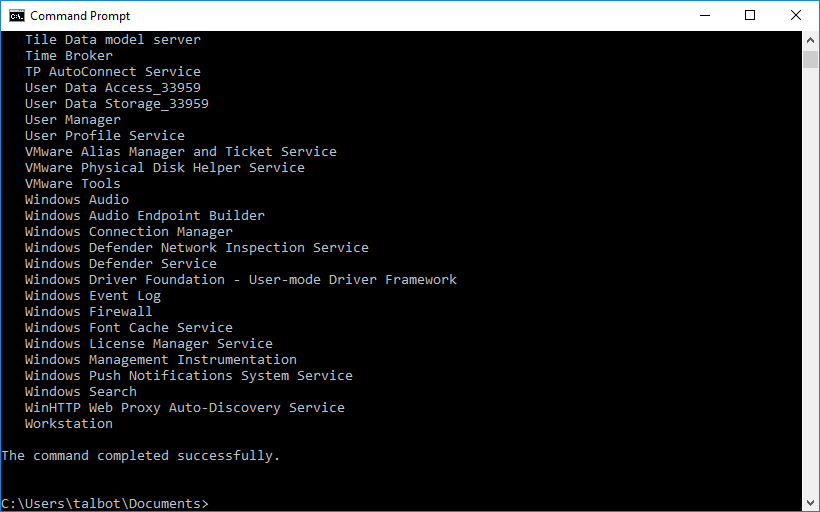 Command Prompt
Tile Data model server
Time Broker
TP AutoConnect Service
User Data Access_33959
User Data Storage_33959
User Manager
User Profile Service
VMware Alias Manager and Ticket Service
VMware Physical Disk Helper Service
VMware Tools
Windows Audio
Windows Audio Endpoint Builder
Windows Connection Manager
Windows Defender Network Inspection Service
Windows Defender Service
Windows Driver Foundation - User-mode Driver Framework
Windows Event Log
Windows Firewall
Windows Font Cache Service
Windows License Manager Service
Windows Management Instrumentation
Windows Push Notifications System Service
Windows Search
WinHTTP Web Proxy Auto-Discovery Service
Workstation
The command completed successfully.
C:\Users\talbot\Documents>